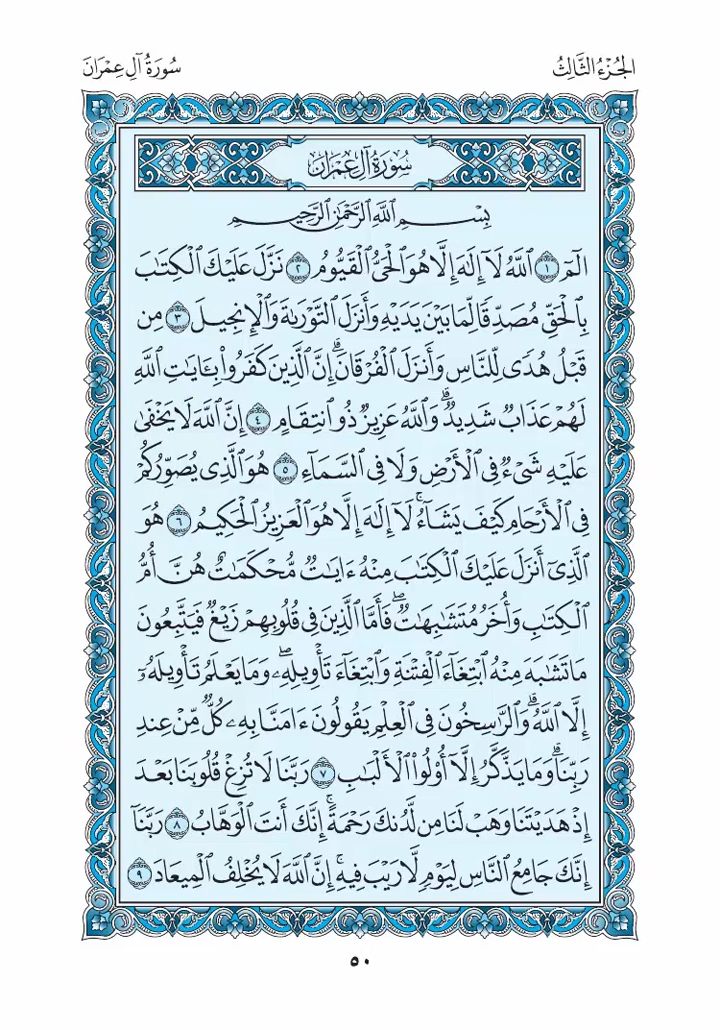 الجُزْءُ الثَّالِثُ
سُورَةُ آلِ عِمْرَانَ
سُورَةُ آلِ عِمْرَانَ
بِسْمِ ٱللَّهِ ٱلرَّحْمَٰنِ ٱلرَّحِيمِ
الٓمٓ ١ ٱللَّهُ لَآ إِلَٰهَ إِلَّا هُوَ ٱلْحَىُّ ٱلْقَيُّومُ ٢ نَزَّلَ عَلَيْكَ ٱلْكِتَٰبَ
بِٱلْحَقِّ مُصَدِّقًا لِّمَا بَيْنَ يَدَيْهِ وَأَنزَلَ ٱلتَّوْرَىٰةَ وَٱلْإِنجِيلَ ٣ مِن
قَبْلُ هُدًى لِّلنَّاسِ وَأَنزَلَ ٱلْفُرْقَانَۗ إِنَّ ٱلَّذِينَ كَفَرُوا۟ بِـَٔايَٰتِ ٱللَّهِ
لَهُمْ عَذَابٌ شَدِيدٌۗ وَٱللَّهُ عَزِيزٌ ذُو ٱنتِقَامٍ ٤ إِنَّ ٱللَّهَ لَا يَخْفَىٰ
عَلَيْهِ شَىْءٌ فِى ٱلْأَرْضِ وَلَا فِى ٱلسَّمَآءِ ٥ هُوَ ٱلَّذِى يُصَوِّرُكُمْ
فِى ٱلْأَرْحَامِ كَيْفَ يَشَآءُۚ لَآ إِلَٰهَ إِلَّا هُوَ ٱلْعَزِيزُ ٱلْحَكِيمُ ٦ هُوَ
ٱلَّذِىٓ أَنزَلَ عَلَيْكَ ٱلْكِتَٰبَ مِنْهُ ءَايَٰتٌ مُّحْكَمَٰتٌ هُنَّ أُمُّ
ٱلْكِتَٰبِ وَأُخَرُ مُتَشَٰبِهَٰتٌۖ فَأَمَّا ٱلَّذِينَ فِى قُلُوبِهِمْ زَيْغٌ فَيَتَّبِعُونَ
مَا تَشَٰبَهَ مِنْهُ ٱبْتِغَآءَ ٱلْفِتْنَةِ وَٱبْتِغَآءَ تَأْوِيلِهِۦۖ وَمَا يَعْلَمُ تَأْوِيلَهُۥٓ
إِلَّا ٱللَّهُۗ وَٱلرَّٰسِخُونَ فِى ٱلْعِلْمِ يَقُولُونَ ءَامَنَّا بِهِۦ كُلٌّ مِّنْ عِندِ
رَبِّنَاۗ وَمَا يَذَّكَّرُ إِلَّآ أُو۟لُوا۟ ٱلْأَلْبَٰبِ ٧ رَبَّنَا لَا تُزِغْ قُلُوبَنَا بَعْدَ
إِذْ هَدَيْتَنَا وَهَبْ لَنَا مِن لَّدُنكَ رَحْمَةًۚ إِنَّكَ أَنتَ ٱلْوَهَّابُ ٨ رَبَّنَآ
إِنَّكَ جَامِعُ ٱلنَّاسِ لِيَوْمٍ لَّا رَيْبَ فِيهِۚ إِنَّ ٱللَّهَ لَا يُخْلِفُ ٱلْمِيعَادَ ٩
٥٠